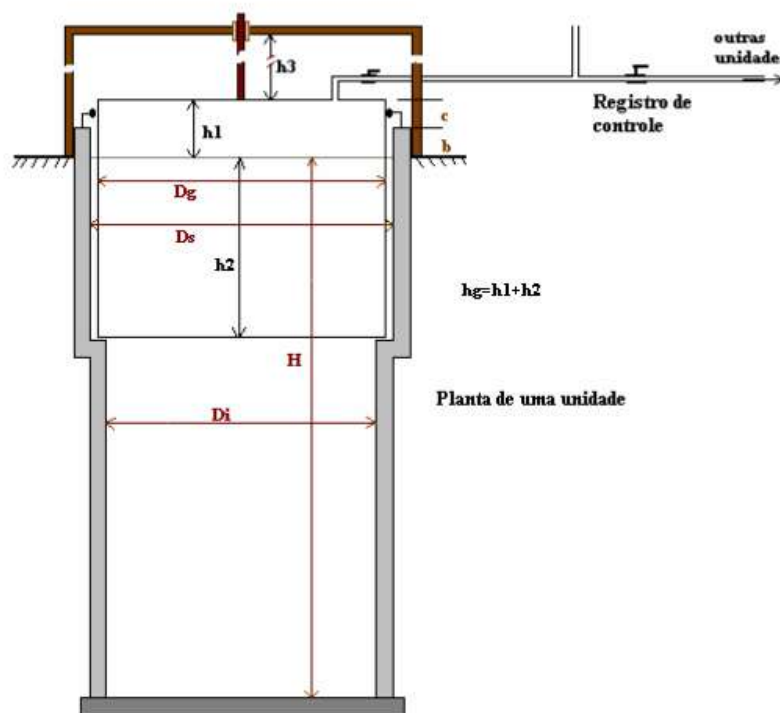 outras
unidade
h3
Registro de
controle
c
h1
b
Dg
Ds
h2
hg=h1+h2
H
Planta de uma unidade
Di